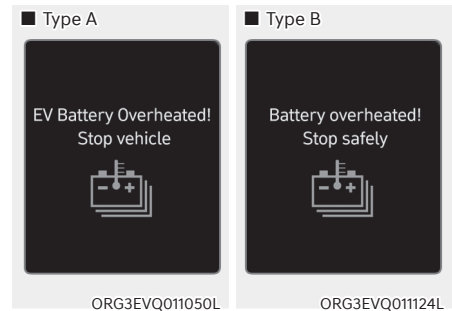 ■ Type A
EV Battery Overheated!
Stop vehicle
ORG3EVQ011050L
■ Type B
Battery overheated!
Stop safely
ORG3EVQ011124L